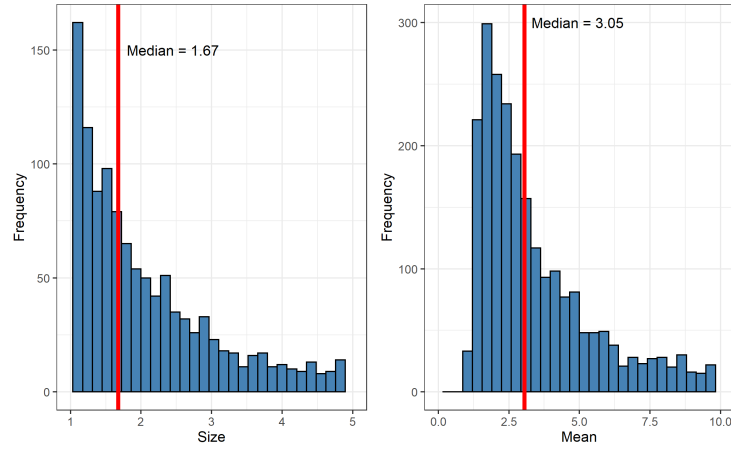 Median = 1.67
150
100
50
0
Frequency
1 2 3 4 5
Size
Median = 3.05
300
200
100
0
Frequency
0.0 2.5 5.0 7.5 10.0
Mean